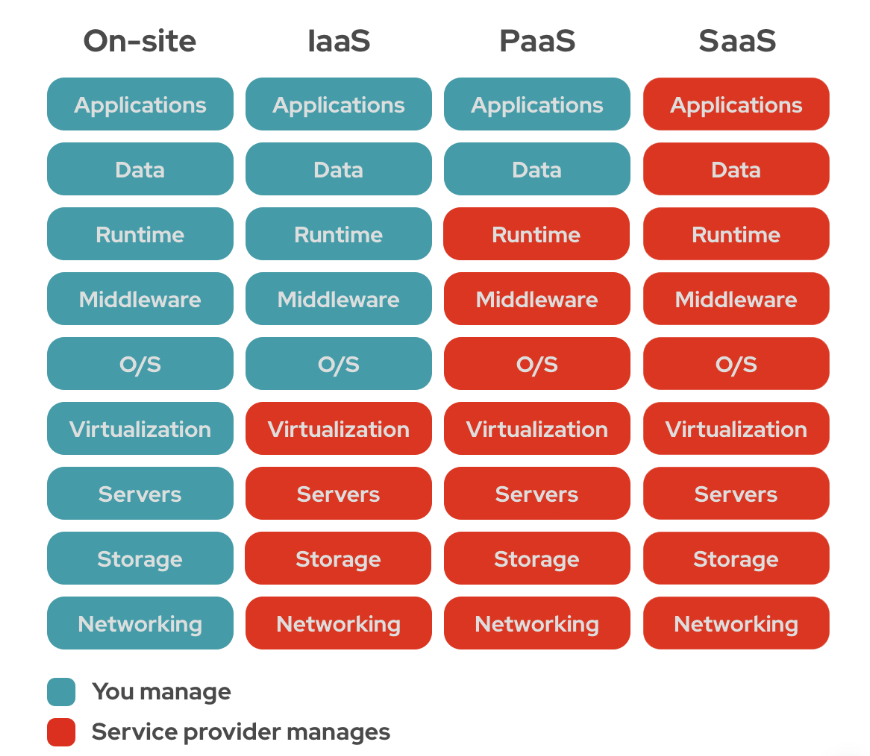 On-site IaaS PaaS SaaS
Applications Applications Applications Applications
Data Data Data Data
Runtime Runtime Runtime Runtime
Middleware Middleware Middleware Middleware
O/S O/S O/S O/S
Virtualization Virtualization Virtualization Virtualization
Servers Servers Servers Servers
Storage Storage Storage Storage
Networking Networking Networking Networking
You manage
Service provider manages